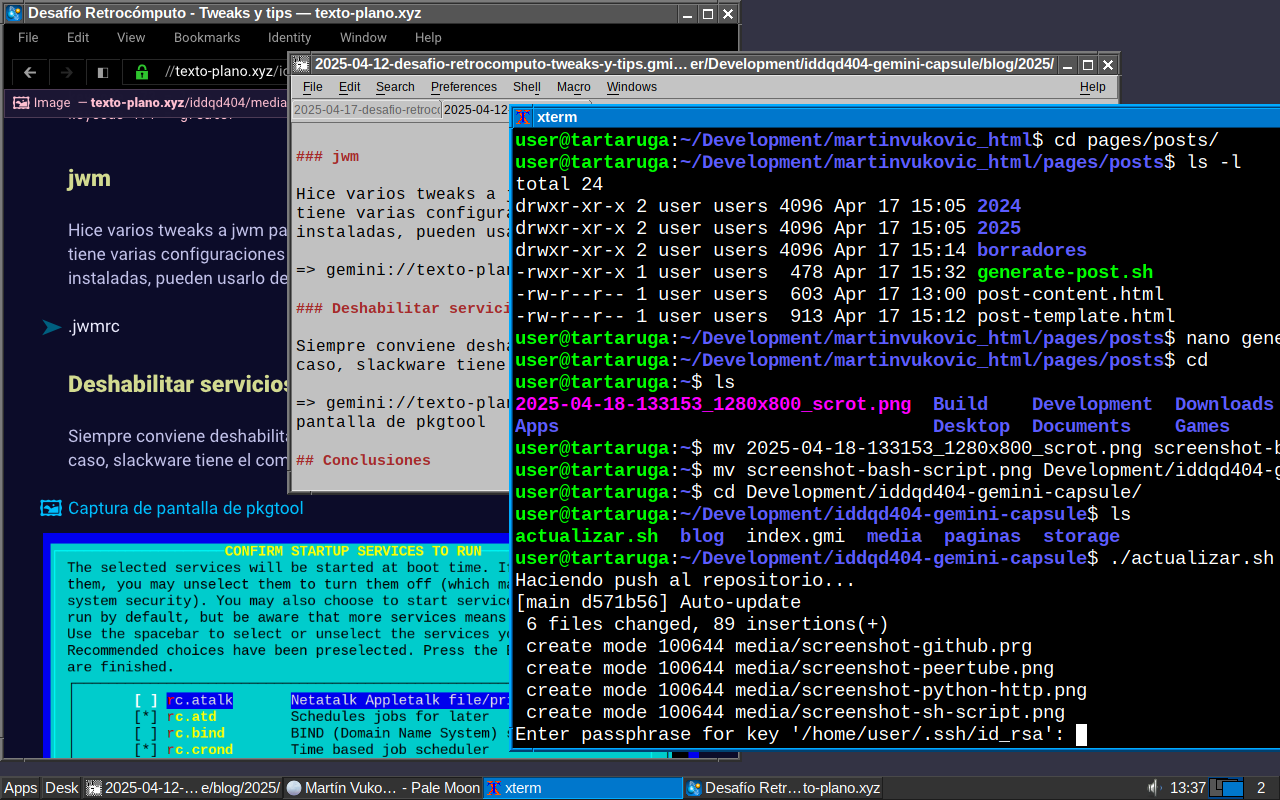 Desafío Retrocómputo - Tweaks y tips — texto-plano.xyz
File Edit View Bookmarks Identity Window Help
//texto-plano.xyz/
Image — texto-plano.xyz/iddqd404/media
jwm
Hice varios tweaks a jwm pa
tiene varias configuraciones
instaladas, pueden usarlo de
.jwmrc
Deshabilitar servicios
Siempre conviene deshabilita
caso, slackware tiene el com
Captura de pantalla de pkgtool
CONFIRM STARTUP SERVICES TO RUN
The selected services will be started at boot time. I
them, you may unselect them to turn them off (which ma
system security). You may also choose to start servic
run by default, but be aware that more services means
Use the spacebar to select or unselect the services y
Recommended choices have been preselected. Press the
are finished.
[ ] rc.atalk Netatalk Appletalk file/pri
[*] rc.atd Schedules jobs for later
[ ] rc.bind BIND (Domain Name System) s
[*] rc.crond Time based job scheduler
2025-04-12-desafio-retrocomputo-tweaks-y-tips.gmi...er/Development/iddqd404-gemini-capsule/blog/2025/
File Edit Search Preferences Shell Macro Windows Help
2025-04-17-desafio-retroc 2025-04-12
### jwm
Hice varios tweaks a j
tiene varias configura
instaladas, pueden usa
=> gemini://texto-plan
### Deshabilitar servici
Siempre conviene desha
caso, slackware tiene
=> gemini://texto-plan
pantalla de pkgtool
## Conclusiones
xterm
user@tartaruga:~/Development/martinvukovic_html$ cd pages/posts/
user@tartaruga:~/Development/martinvukovic_html/pages/posts$ ls -l
total 24
drwxr-xr-x 2 user users 4096 Apr 17 15:05 2024
drwxr-xr-x 2 user users 4096 Apr 17 15:05 2025
drwxr-xr-x 2 user users 4096 Apr 17 15:14 borradores
-rwxr-xr-x 1 user users  478 Apr 17 15:32 generate-post.sh
-rw-r--r-- 1 user users  603 Apr 17 13:00 post-content.html
-rw-r--r-- 1 user users  913 Apr 17 15:12 post-template.html
user@tartaruga:~/Development/martinvukovic_html/pages/posts$ nano gene
user@tartaruga:~/Development/martinvukovic_html/pages/posts$ cd
user@tartaruga:~$ ls
2025-04-18-133153_1280x800_scrot.png  Build    Development  Downloads
Apps                                  Desktop  Documents    Games
user@tartaruga:~$ mv 2025-04-18-133153_1280x800_scrot.png screenshot-b
user@tartaruga:~$ mv screenshot-bash-script.png Development/iddqd404-g
user@tartaruga:~$ cd Development/iddqd404-gemini-capsule/
user@tartaruga:~/Development/iddqd404-gemini-capsule$ ls
actualizar.sh  blog  index.gmi  media  paginas  storage
user@tartaruga:~/Development/iddqd404-gemini-capsule$ ./actualizar.sh
Haciendo push al repositorio...
[main d571b56] Auto-update
 6 files changed, 89 insertions(+)
 create mode 100644 media/screenshot-github.prg
 create mode 100644 media/screenshot-peertube.png
 create mode 100644 media/screenshot-python-http.png
 create mode 100644 media/screenshot-sh-script.png
Enter passphrase for key '/home/user/.ssh/id_rsa':
Apps Desk 2025-04-12-...e/blog/2025/ Martín Vuko... - Pale Moon xterm Desafío Retr...to-plano.xyz 13:37 2